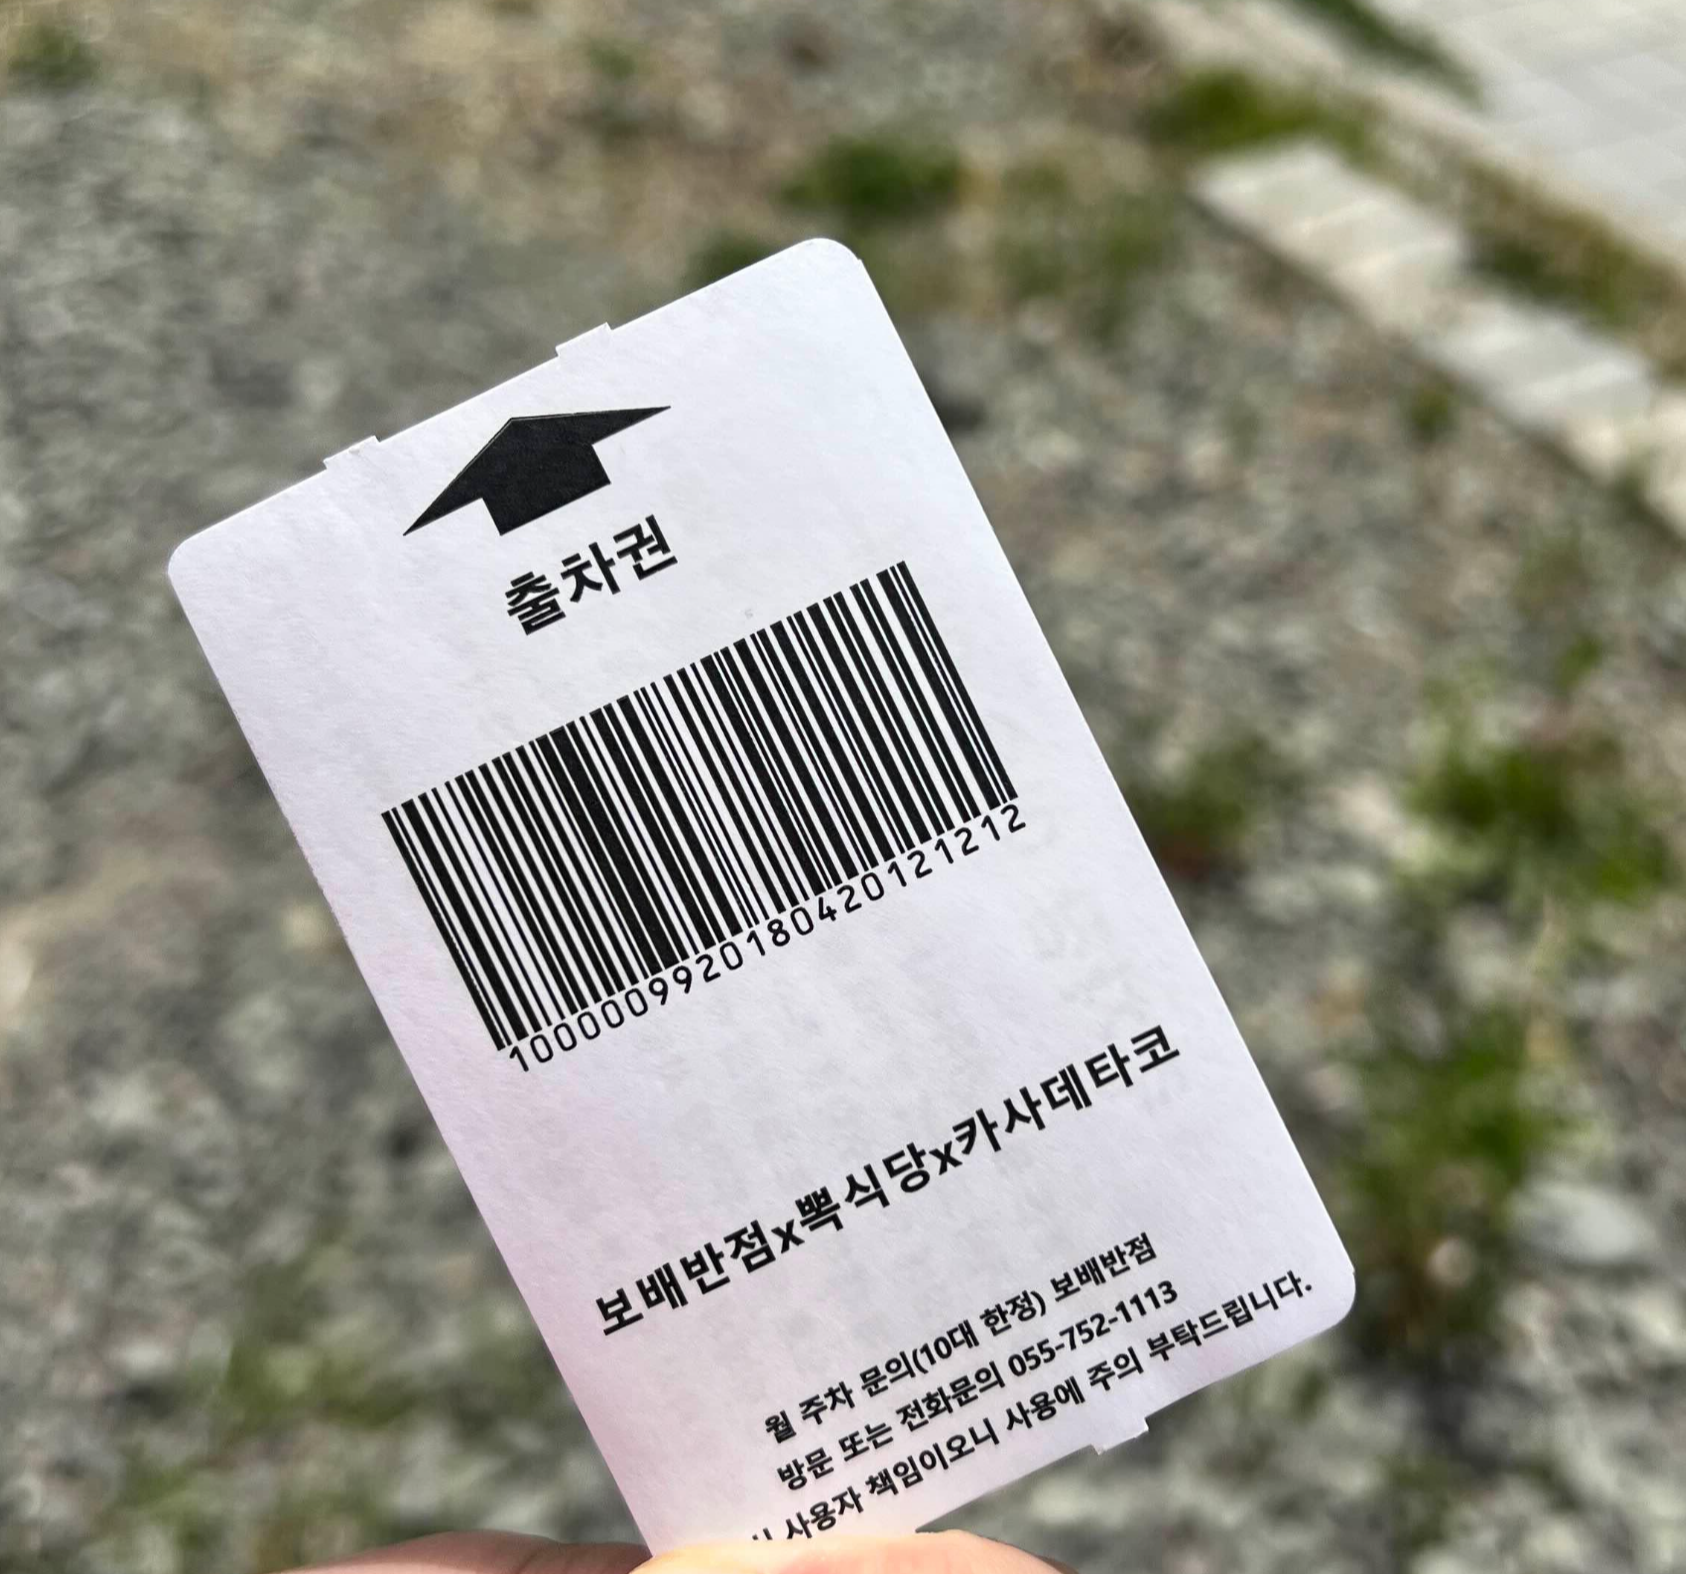 출차권
1000009920180420121212
보배반점x뽁식당x카사데타코
월 주차 문의(10대 한정) 보배반점
방문 또는 전화문의 055-752-1113
사용자 책임이오니 사용에 주의 부탁드립니다.